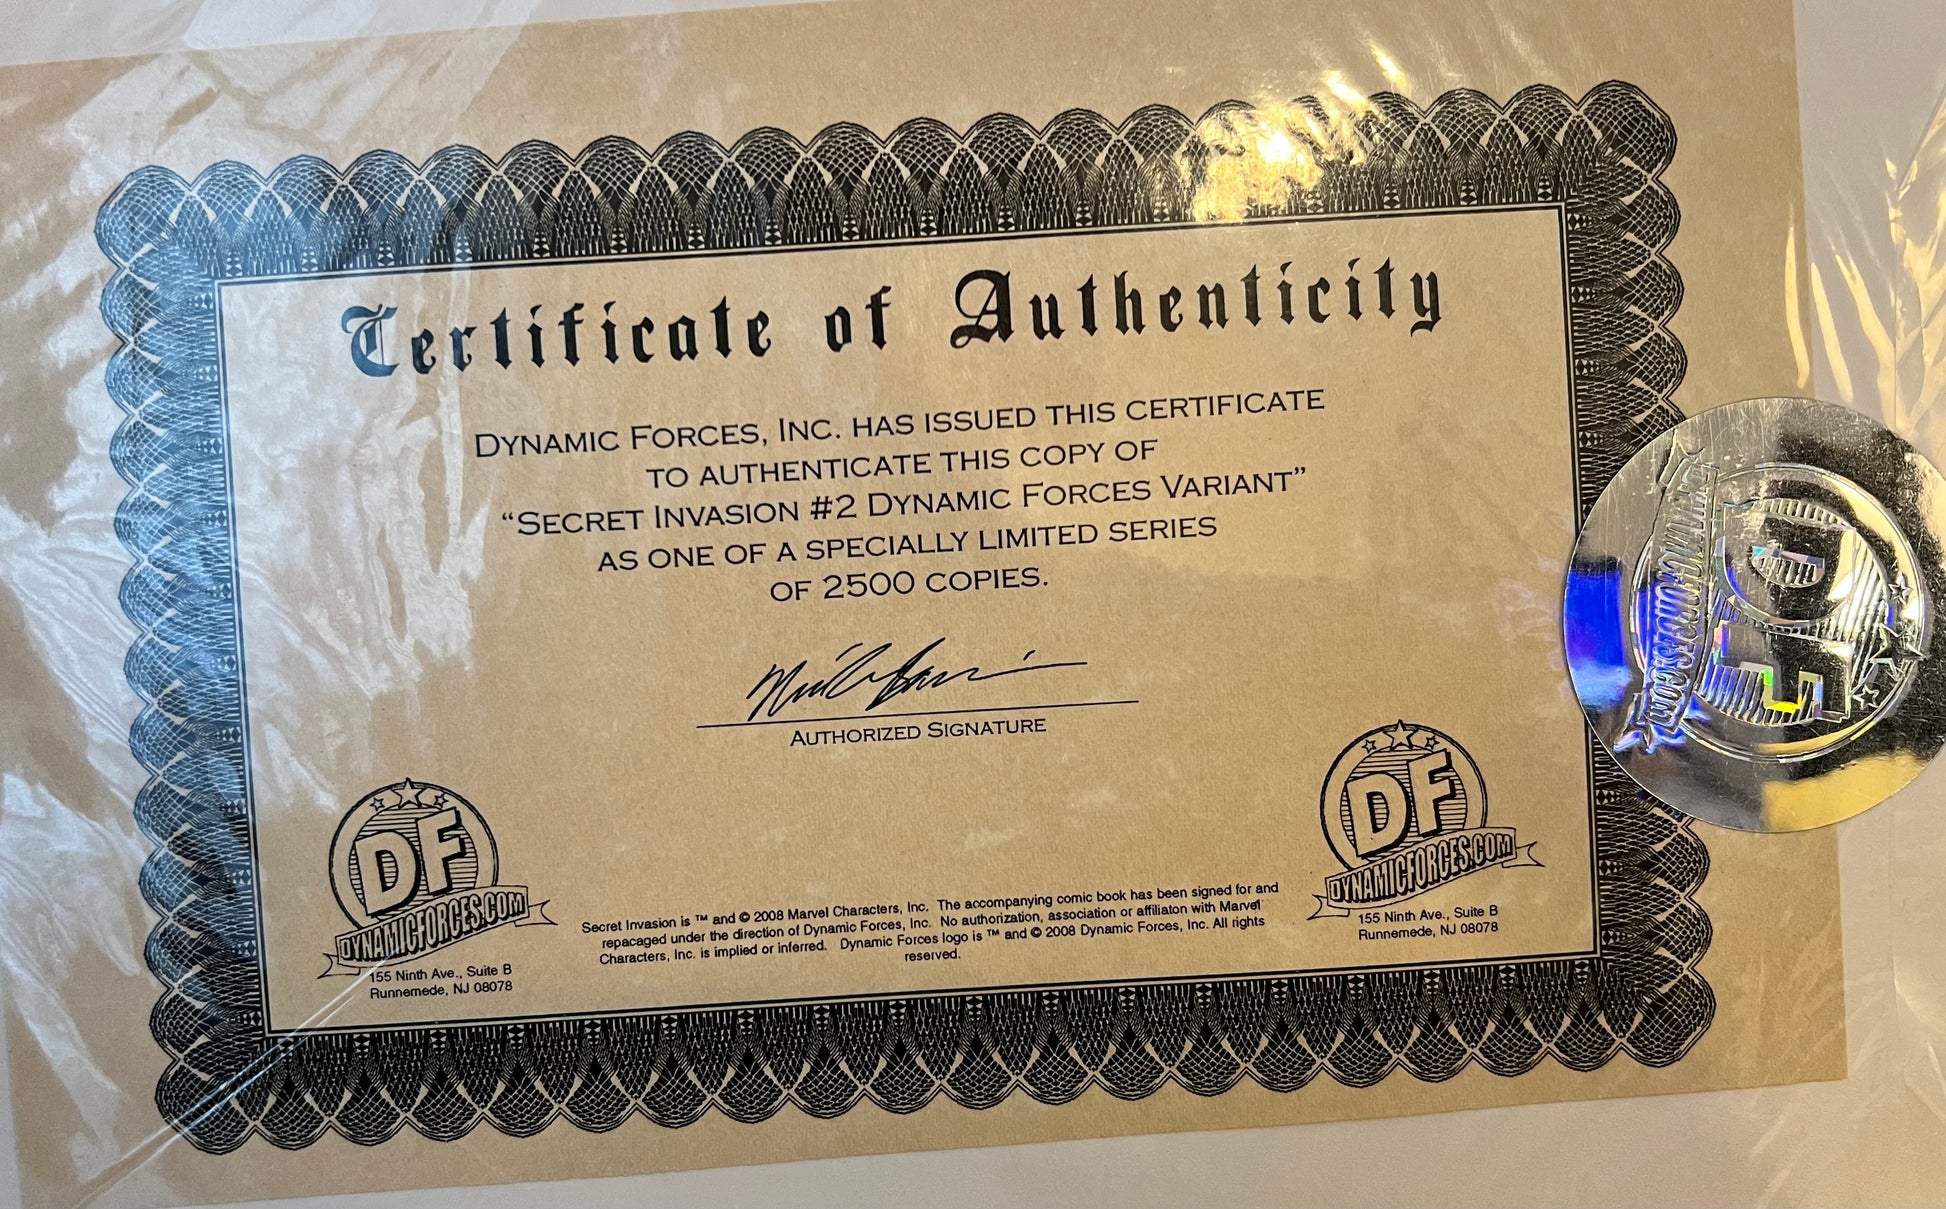 Certificate of Authenticity
DYNAMIC FORCES, INC. HAS ISSUED THIS CERTIFICATE
TO AUTHENTICATE THIS COPY OF
“SECRET INVASION #2 DYNAMIC FORCES VARIANT”
AS ONE OF A SPECIALLY LIMITED SERIES
OF 2500 COPIES.
AUTHORIZED SIGNATURE
DF
DYNAMICFORCES.COM
155 Ninth Ave., Suite B
Runnemede, NJ 08078
Secret Invasion is ™ and © 2008 Marvel Characters, Inc. The accompanying comic book has been signed for and
repacaged under the direction of Dynamic Forces, Inc. No authorization, association or affiliaton with Marvel
Characters, Inc. is implied or inferred. Dynamic Forces logo is ™ and © 2008 Dynamic Forces, Inc. All rights
reserved.
DF
DYNAMICFORCES.COM
155 Ninth Ave., Suite B
Runnemede, NJ 08078
DF
DYNAMICFORCES.COM